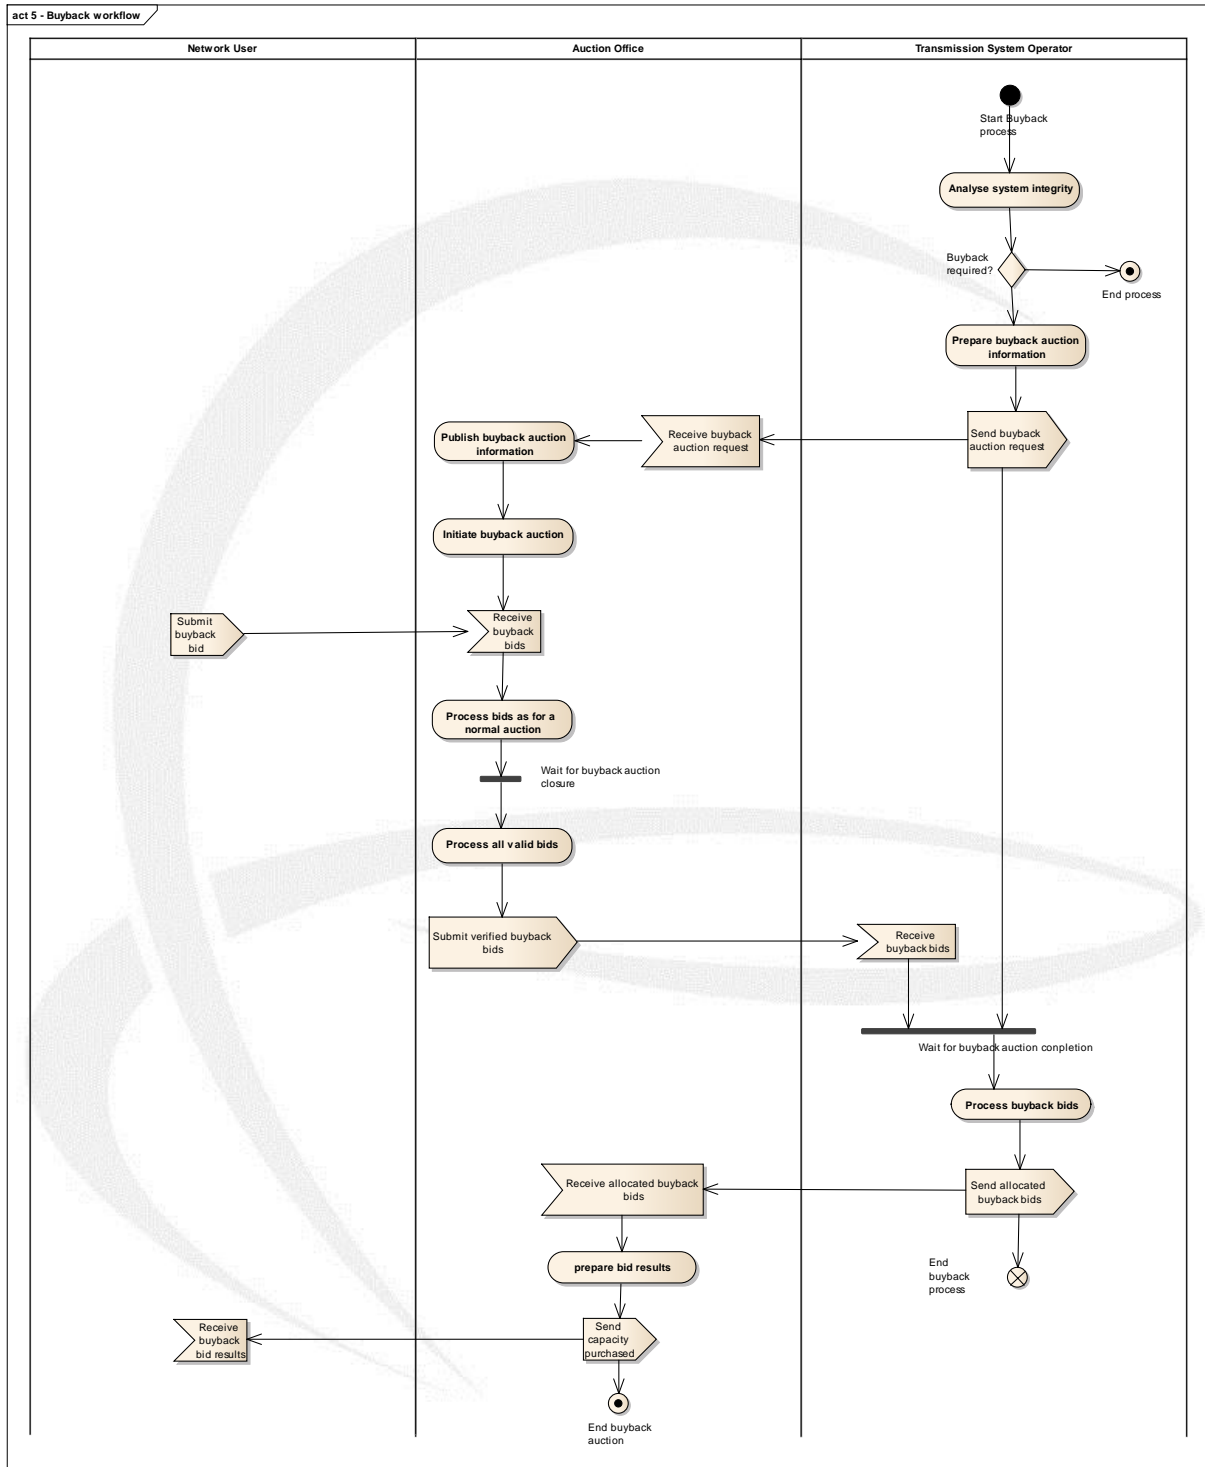 act 5 - Buyback workflow
Network User
Auction Office
Transmission System Operator
Start Buyback
process
Analyse system integrity
Buyback
required?
End process
Prepare buyback auction
information
Send buyback
auction request
Receive buyback
auction request
Publish buyback auction
information
Initiate buyback auction
Submit
buyback
bid
Receive
buyback
bids
Process bids as for a
normal auction
Wait for buyback auction
closure
Process all valid bids
Submit verified buyback
bids
Receive
buyback bids
Wait for buyback auction conpletion
Process buyback bids
Send allocated
buyback bids
Receive allocated buyback
bids
End
buyback
process
prepare bid results
Send
capacity
purchased
Receive
buyback
bid results
End buyback
auction